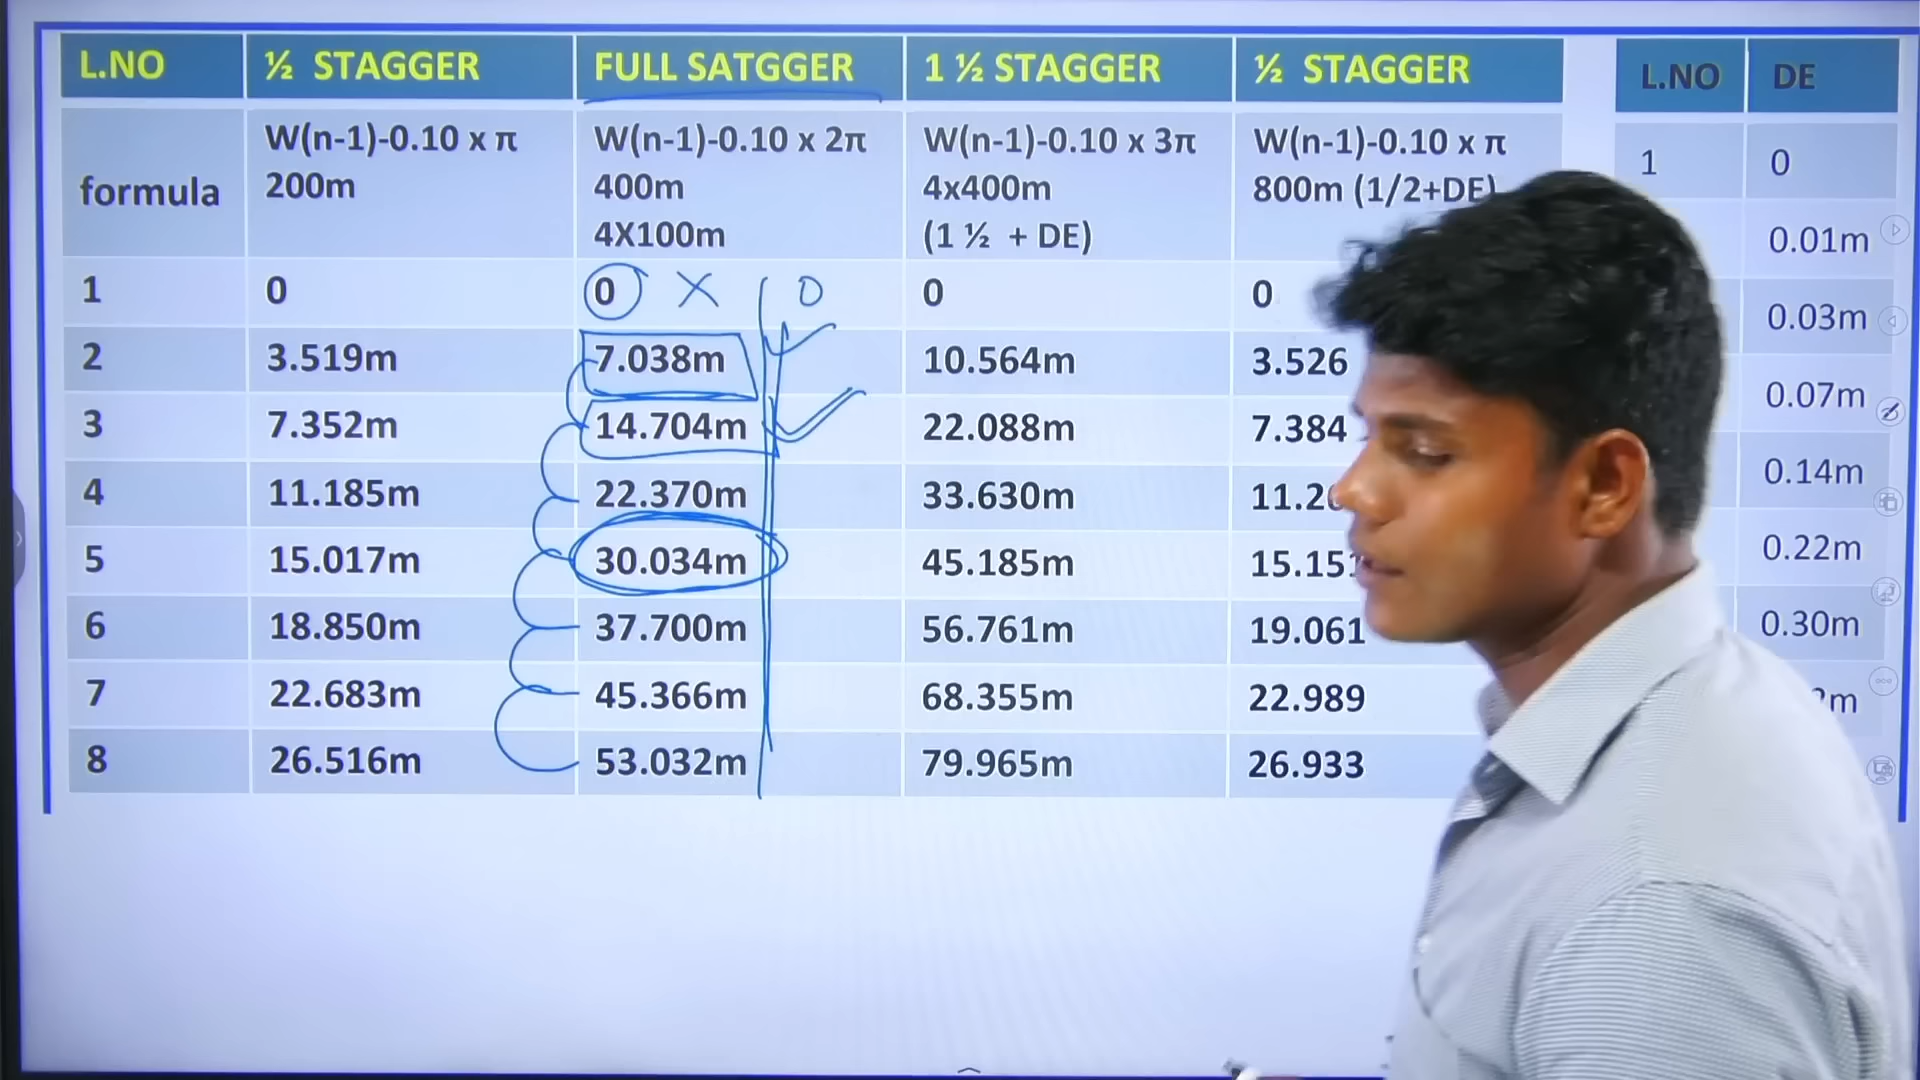 L.NO ½ STAGGER FULL SATGGER 1 ½ STAGGER ½ STAGGER
formula
W(n-1)-0.10 x π
200m
W(n-1)-0.10 x 2π
400m
4X100m
W(n-1)-0.10 x 3π
4x400m
(1 ½ + DE)
W(n-1)-0.10 x π
800m (1/2+DE)
1 0 0 X 0 0 0
2 3.519m 7.038m 10.564m 3.526
3 7.352m 14.704m 22.088m 7.384
4 11.185m 22.370m 33.630m 11.2
5 15.017m 30.034m 45.185m 15.151
6 18.850m 37.700m 56.761m 19.061
7 22.683m 45.366m 68.355m 22.989
8 26.516m 53.032m 79.965m 26.933
L.NO DE
1 0
0.01m
0.03m
0.07m
0.14m
0.22m
0.30m
m